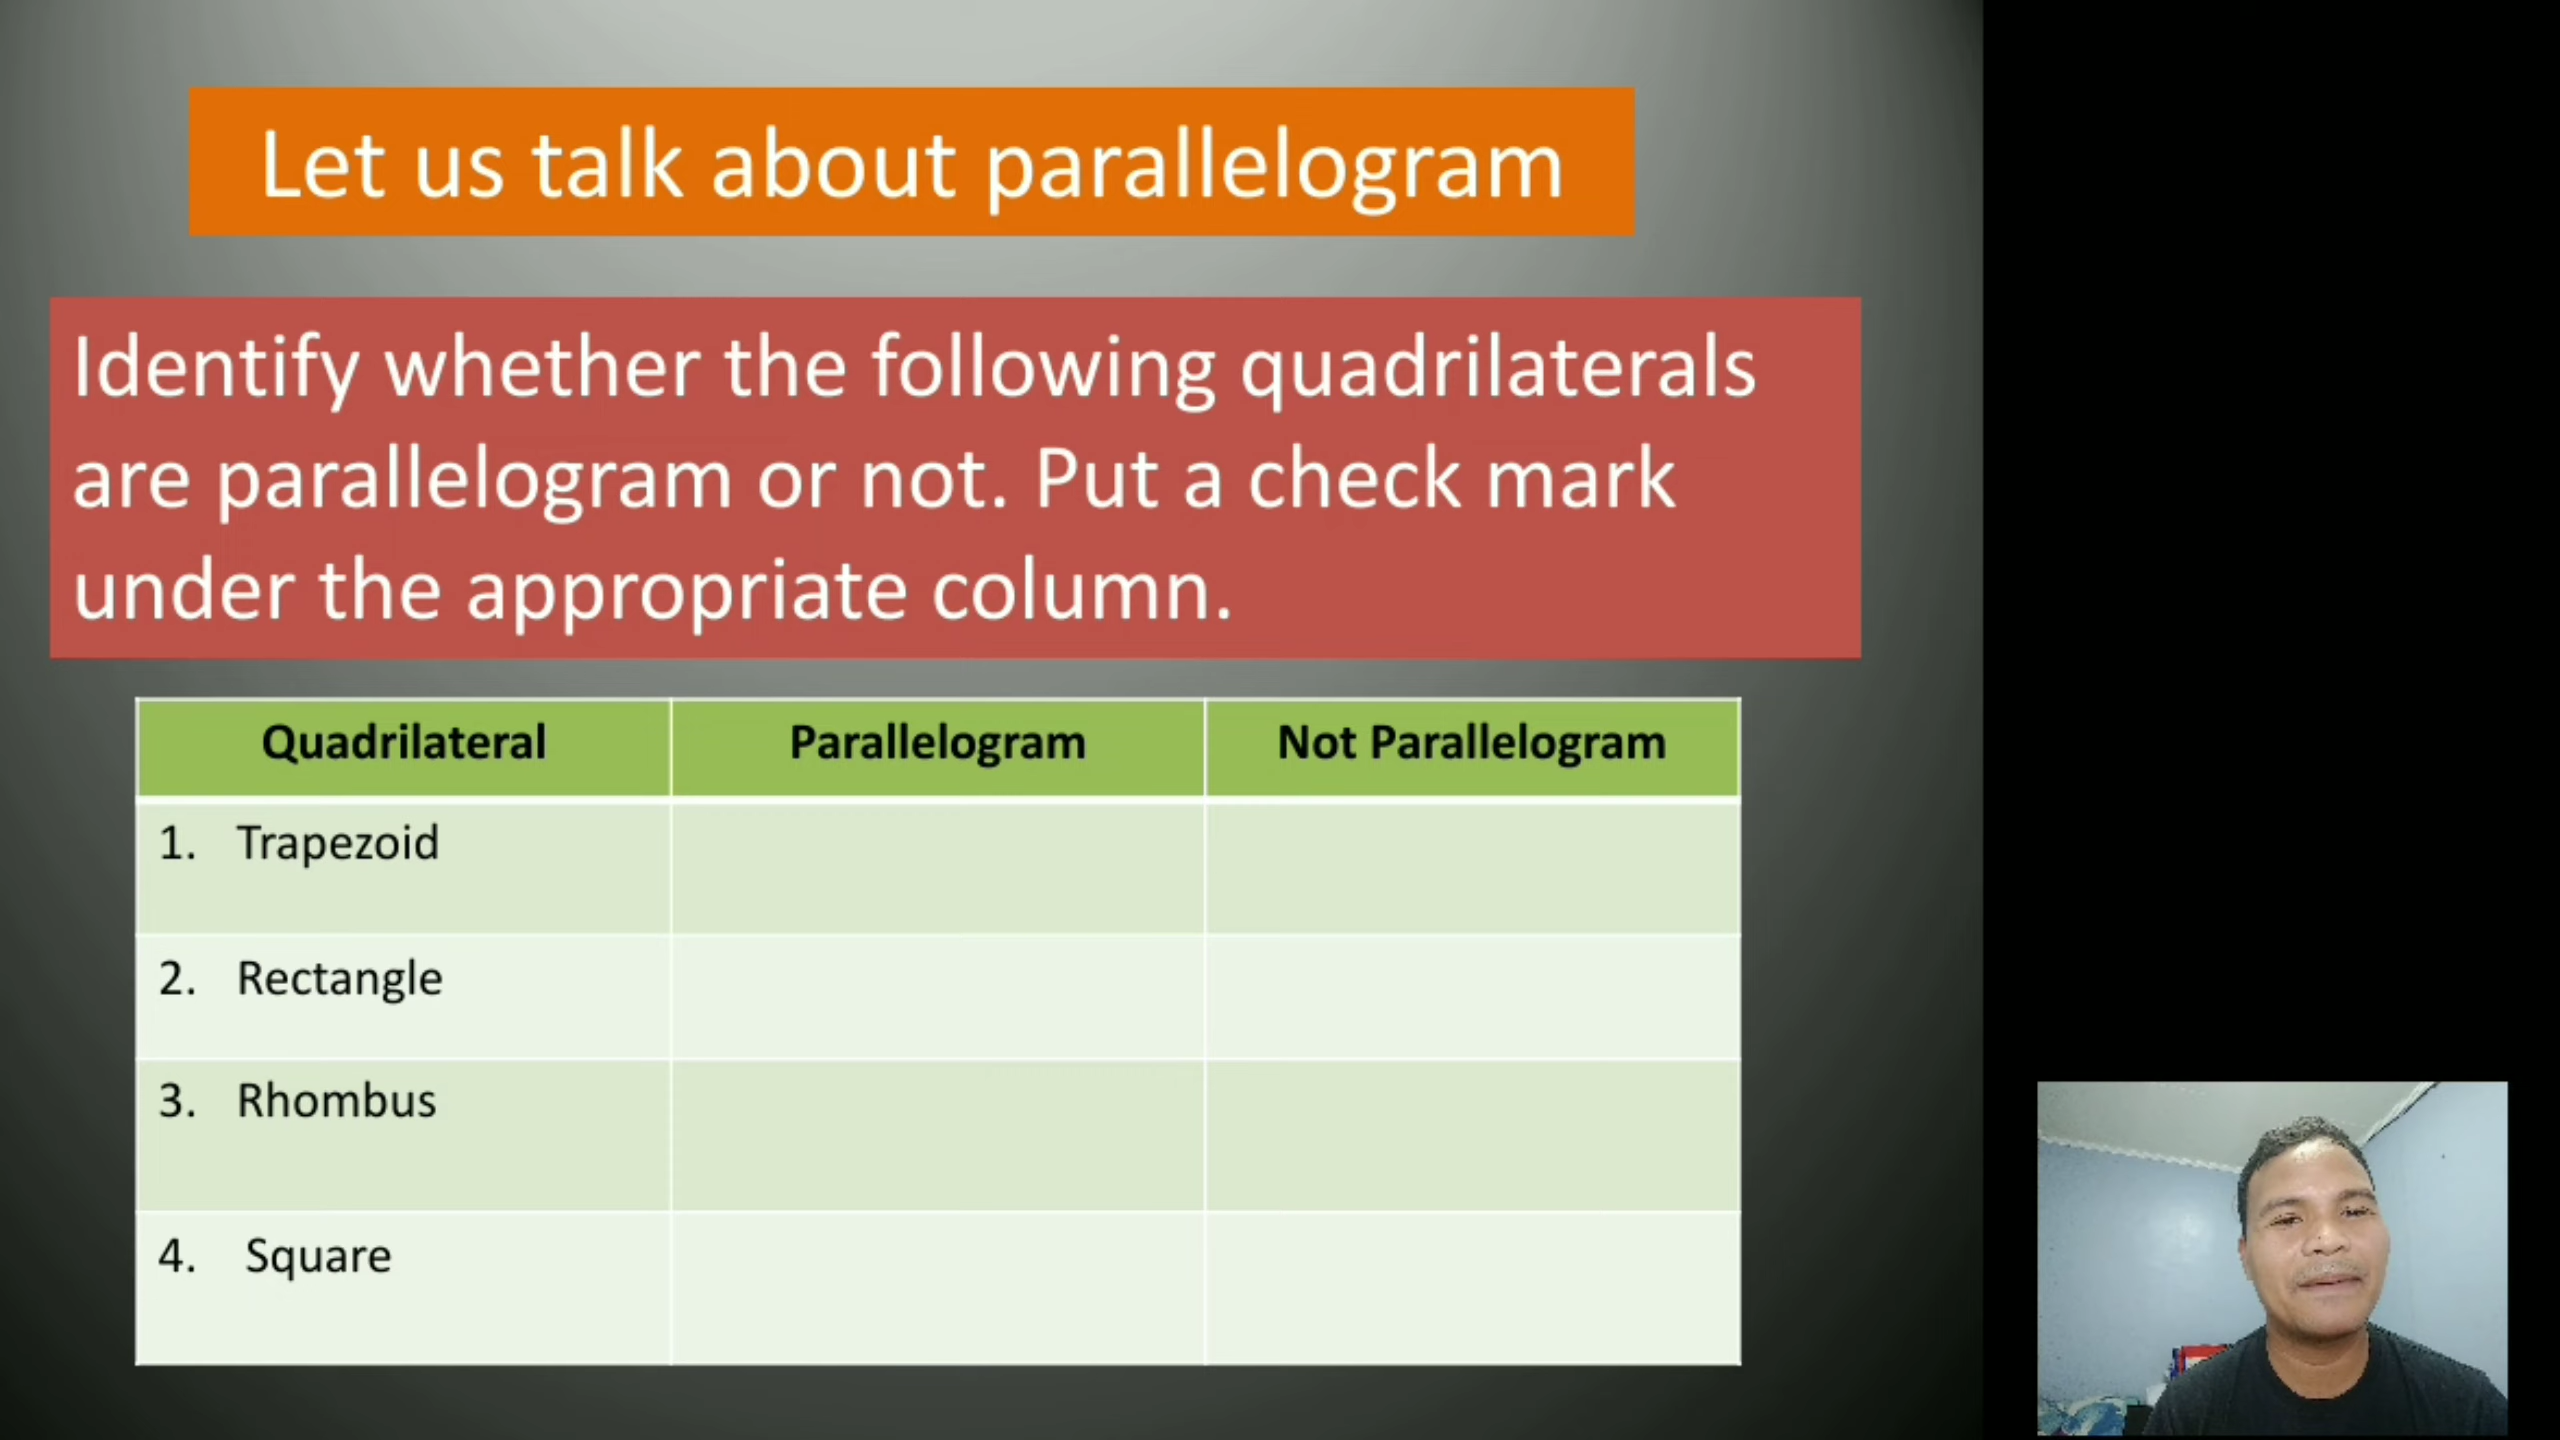 Let us talk about parallelogram
Identify whether the following quadrilaterals
are parallelogram or not. Put a check mark
under the appropriate column.
Quadrilateral Parallelogram Not Parallelogram
1. Trapezoid
2. Rectangle
3. Rhombus
4. Square